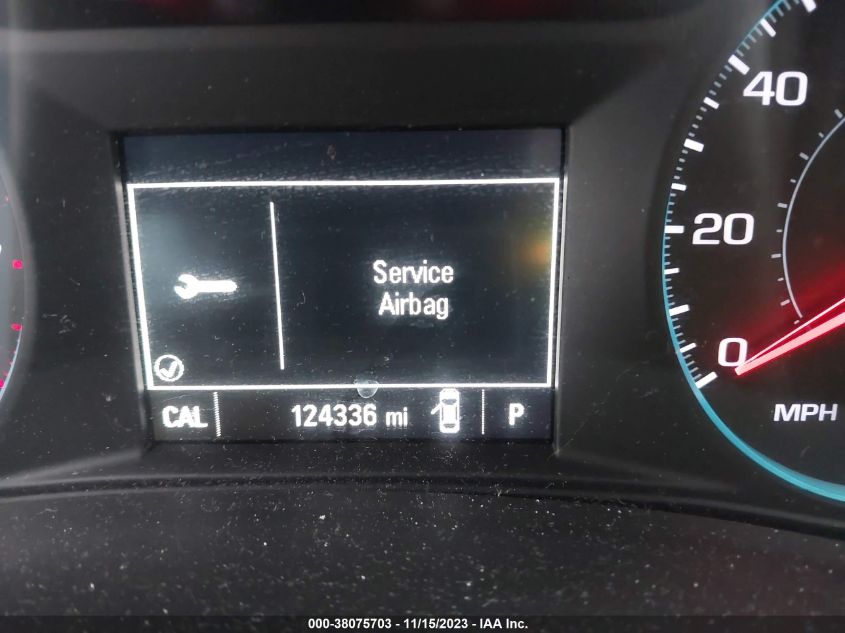 40
20
0
MPH
Service
Airbag
CAL
124336 mi
P
000-38075703 - 11/15/2023 - IAA Inc.